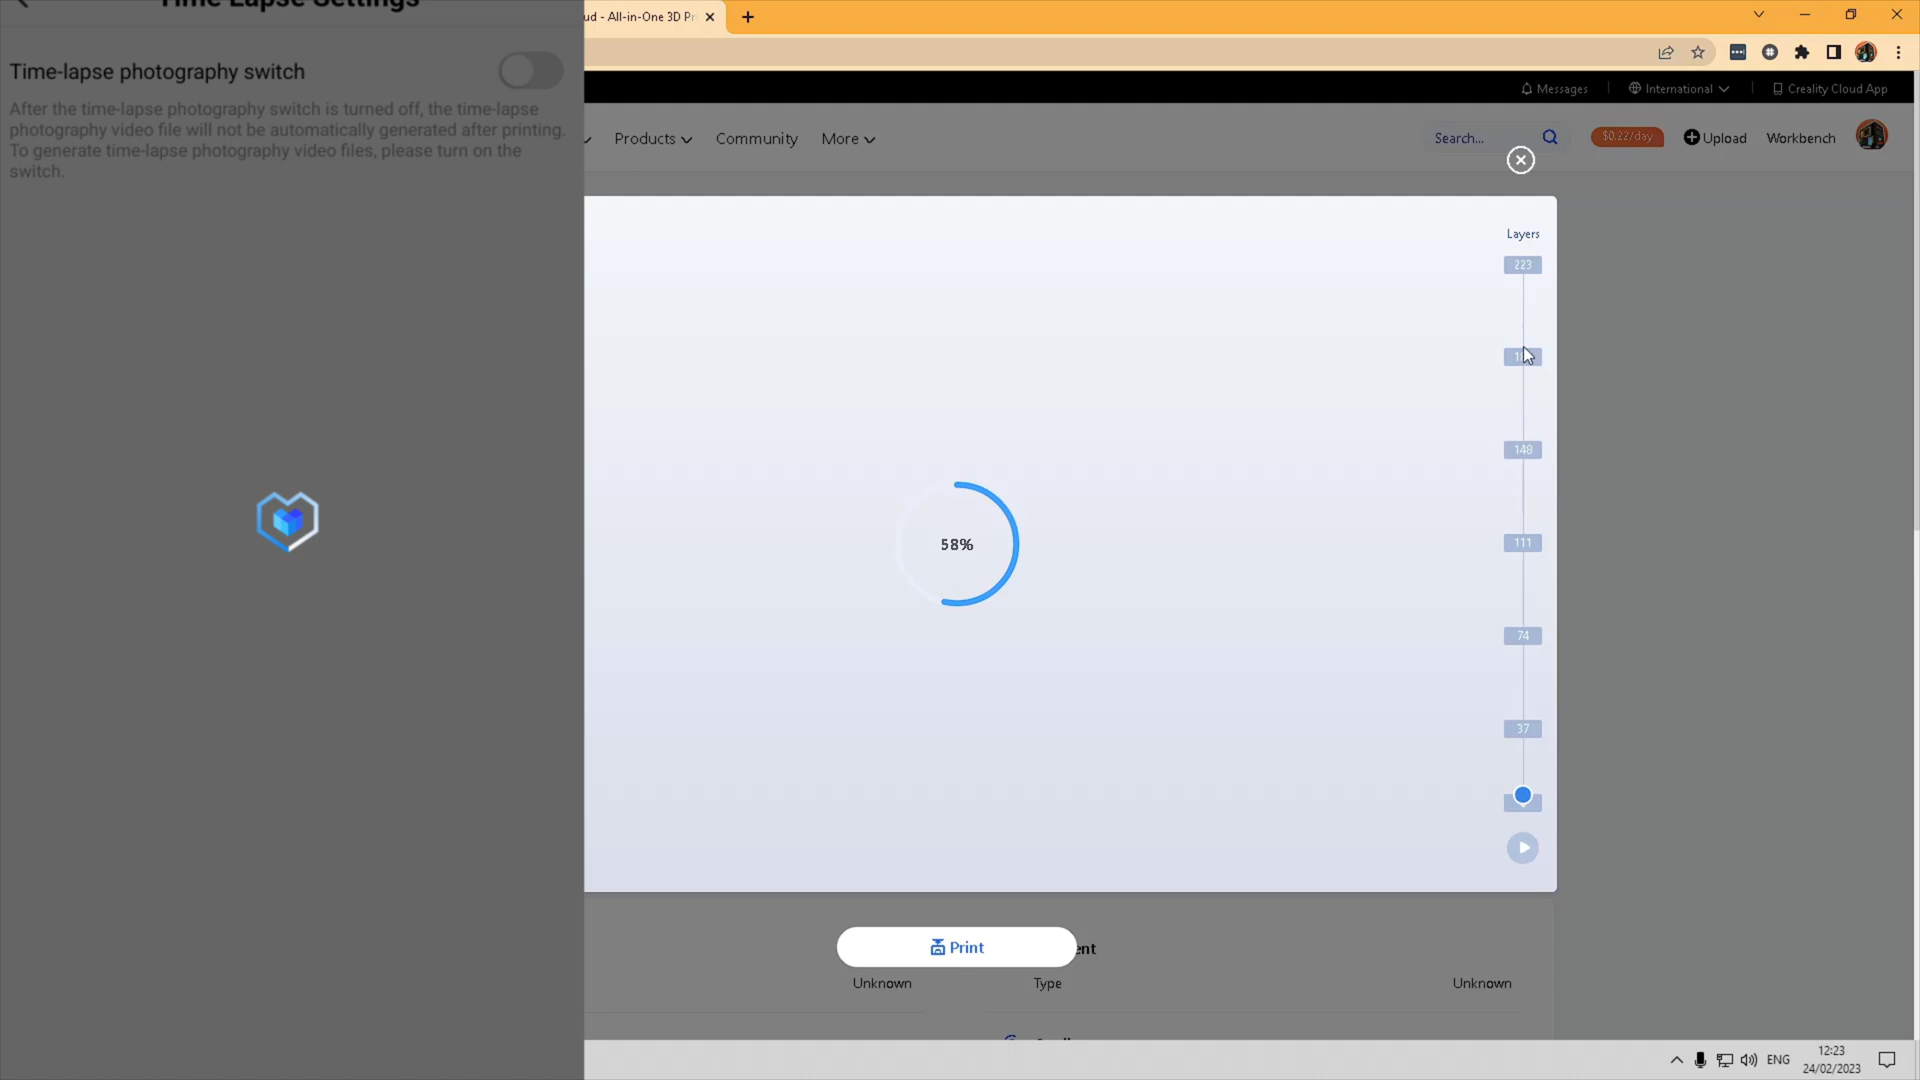 Time Lapse Settings
Time-lapse photography switch
After the time-lapse photography switch is turned off, the time-lapse
photography video file will not be automatically generated after printing.
To generate time-lapse photography video files, please turn on the
switch.
ud - All-in-One 3D Pr
Messages
International
Creality Cloud App
Products
Community
More
Search...
$0.22/day
Upload
Workbench
Layers
223
148
111
74
37
58%
Print
ent
Unknown
Type
Unknown
ENG
12:23
24/02/2023